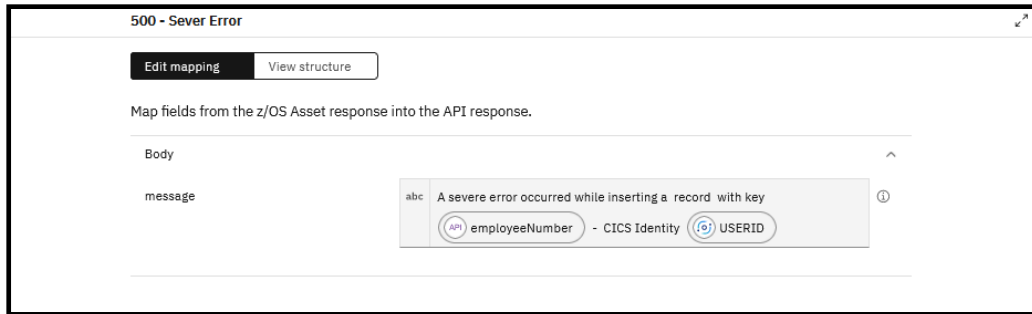 500 - Sever Error
Edit mapping View structure
Map fields from the z/OS Asset response into the API response.
Body
message
abc A severe error occurred while inserting a record with key
API employeeNumber - CICS Identity USERID